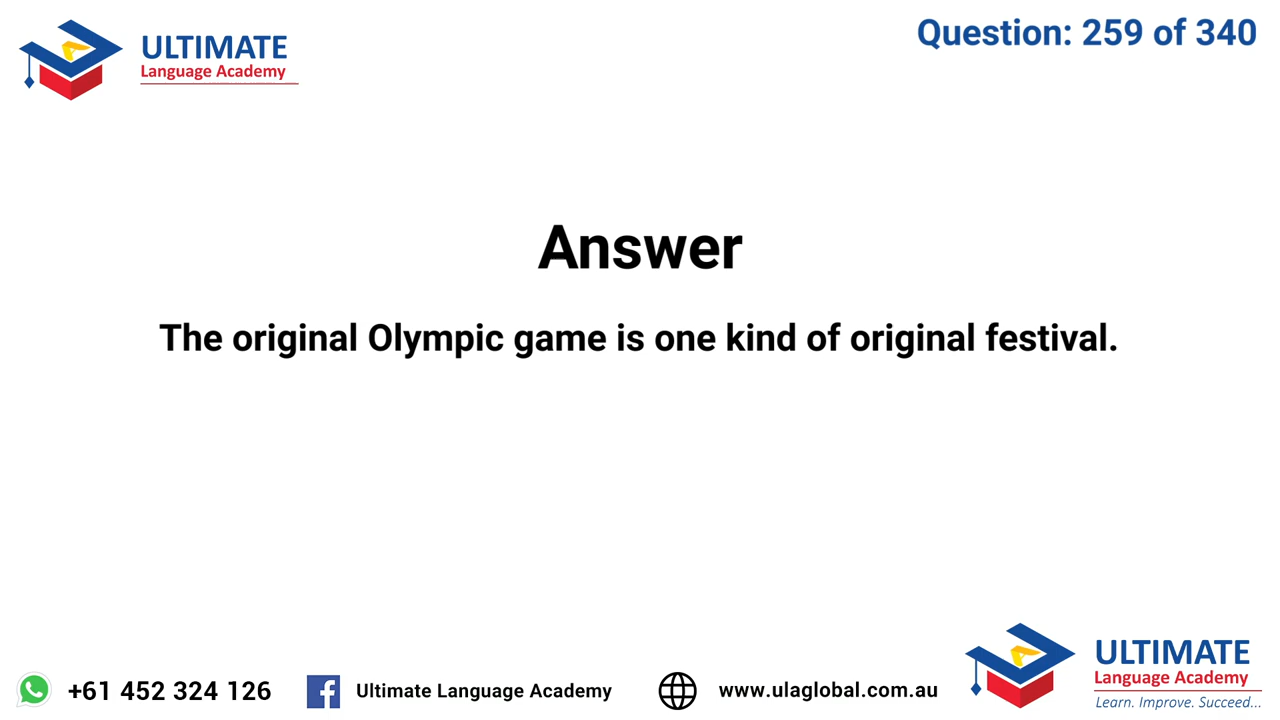 ULTIMATE
Language Academy
Question: 259 of 340
Answer
The original Olympic game is one kind of original festival.
+61 452 324 126
Ultimate Language Academy
www.ulaglobal.com.au
ULTIMATE
Language Academy
Learn. Improve. Succeed...